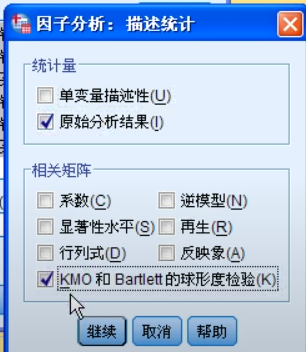 因子分析：描述统计
统计量
单变量描述性(U)
原始分析结果(I)
相关矩阵
系数(C) 逆模型(N)
显著性水平(S) 再生(R)
行列式(D) 反映象(A)
KMO 和 Bartlett 的球形度检验(K)
继续 取消 帮助